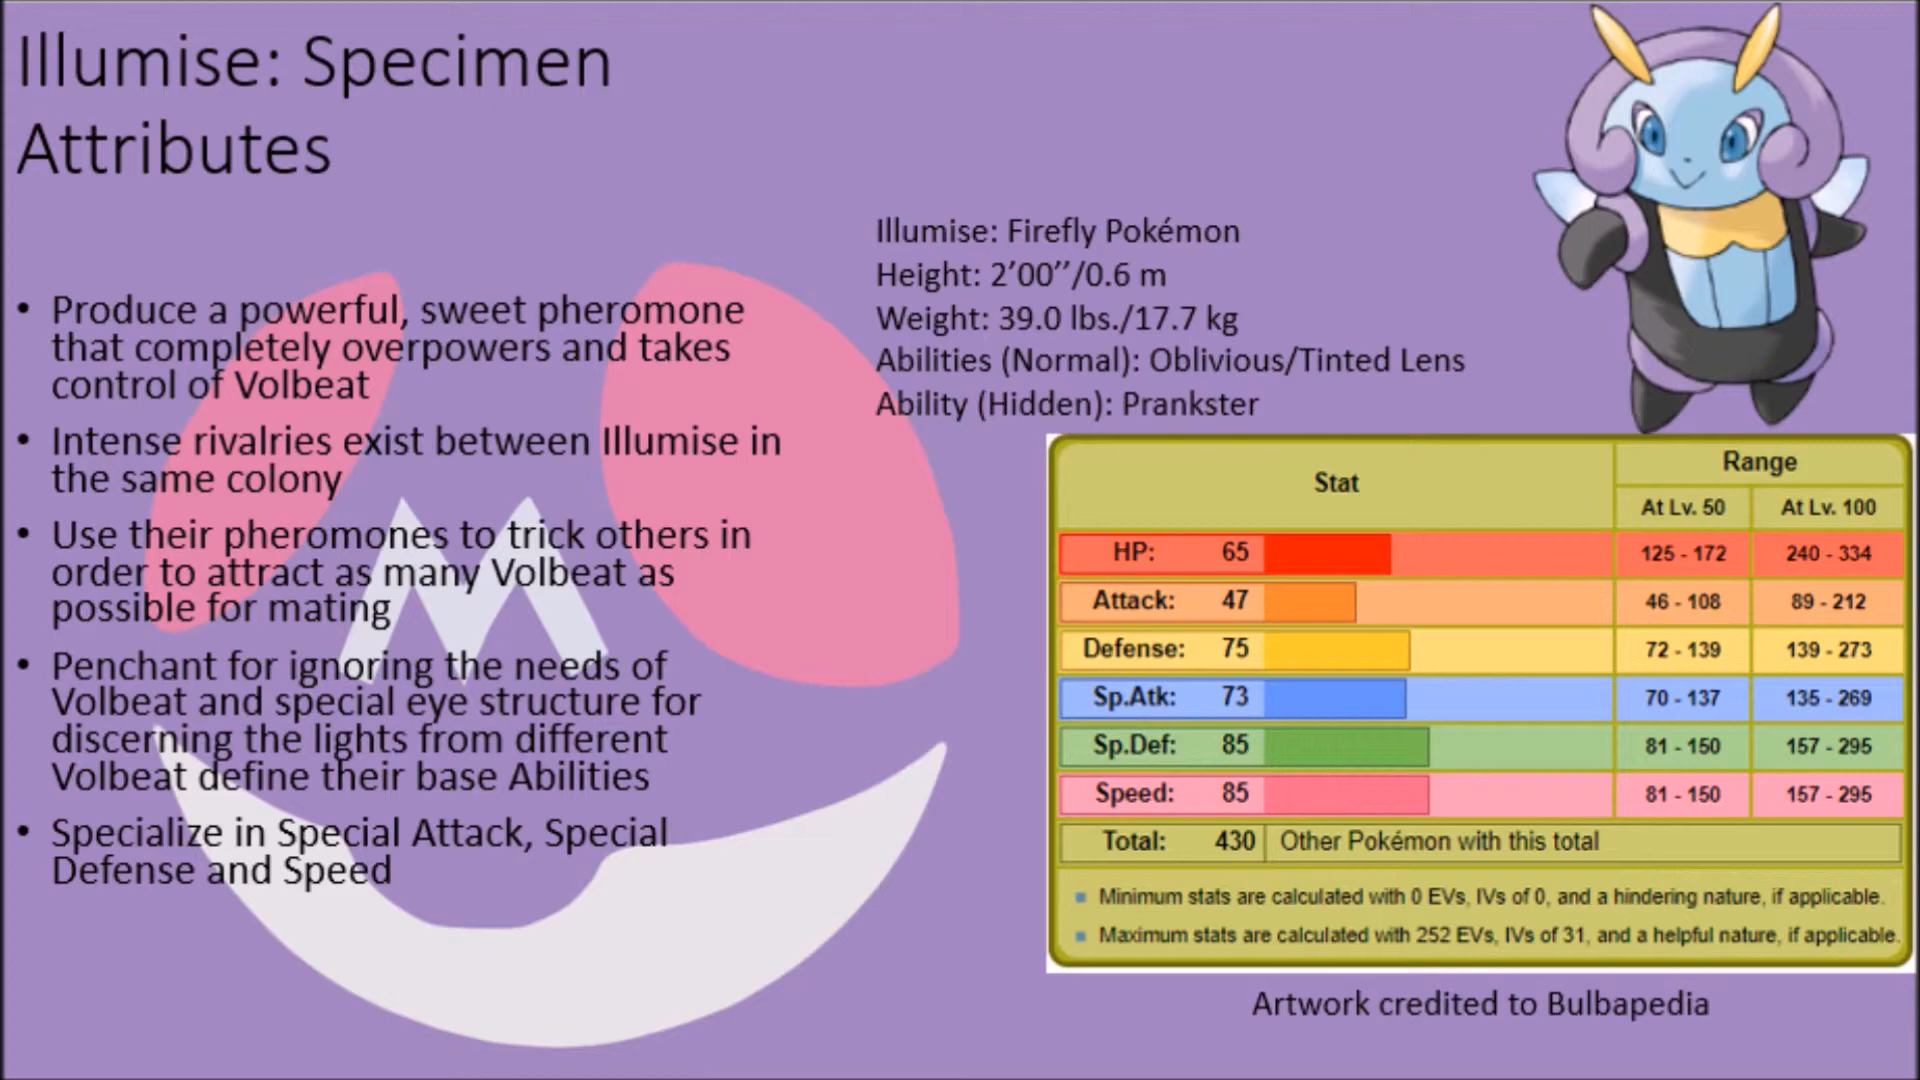 Illumise: Specimen
Attributes
• Produce a powerful, sweet pheromone
that completely overpowers and takes
control of Volbeat
• Intense rivalries exist between Illumise in
the same colony
• Use their pheromones to trick others in
order to attract as many Volbeat as
possible for mating
• Penchant for ignoring the needs of
Volbeat and special eye structure for
discerning the lights from different
Volbeat define their base Abilities
• Specialize in Special Attack, Special
Defense and Speed
Illumise: Firefly Pokémon
Height: 2’00’’/0.6 m
Weight: 39.0 lbs./17.7 kg
Abilities (Normal): Oblivious/Tinted Lens
Ability (Hidden): Prankster
Stat Range
At Lv. 50 At Lv. 100
HP: 65 125 - 172 240 - 334
Attack: 47 46 - 108 89 - 212
Defense: 75 72 - 139 139 - 273
Sp.Atk: 73 70 - 137 135 - 269
Sp.Def: 85 81 - 150 157 - 295
Speed: 85 81 - 150 157 - 295
Total: 430 Other Pokémon with this total
Minimum stats are calculated with 0 EVs, IVs of 0, and a hindering nature, if applicable.
Maximum stats are calculated with 252 EVs, IVs of 31, and a helpful nature, if applicable.
Artwork credited to Bulbapedia
M